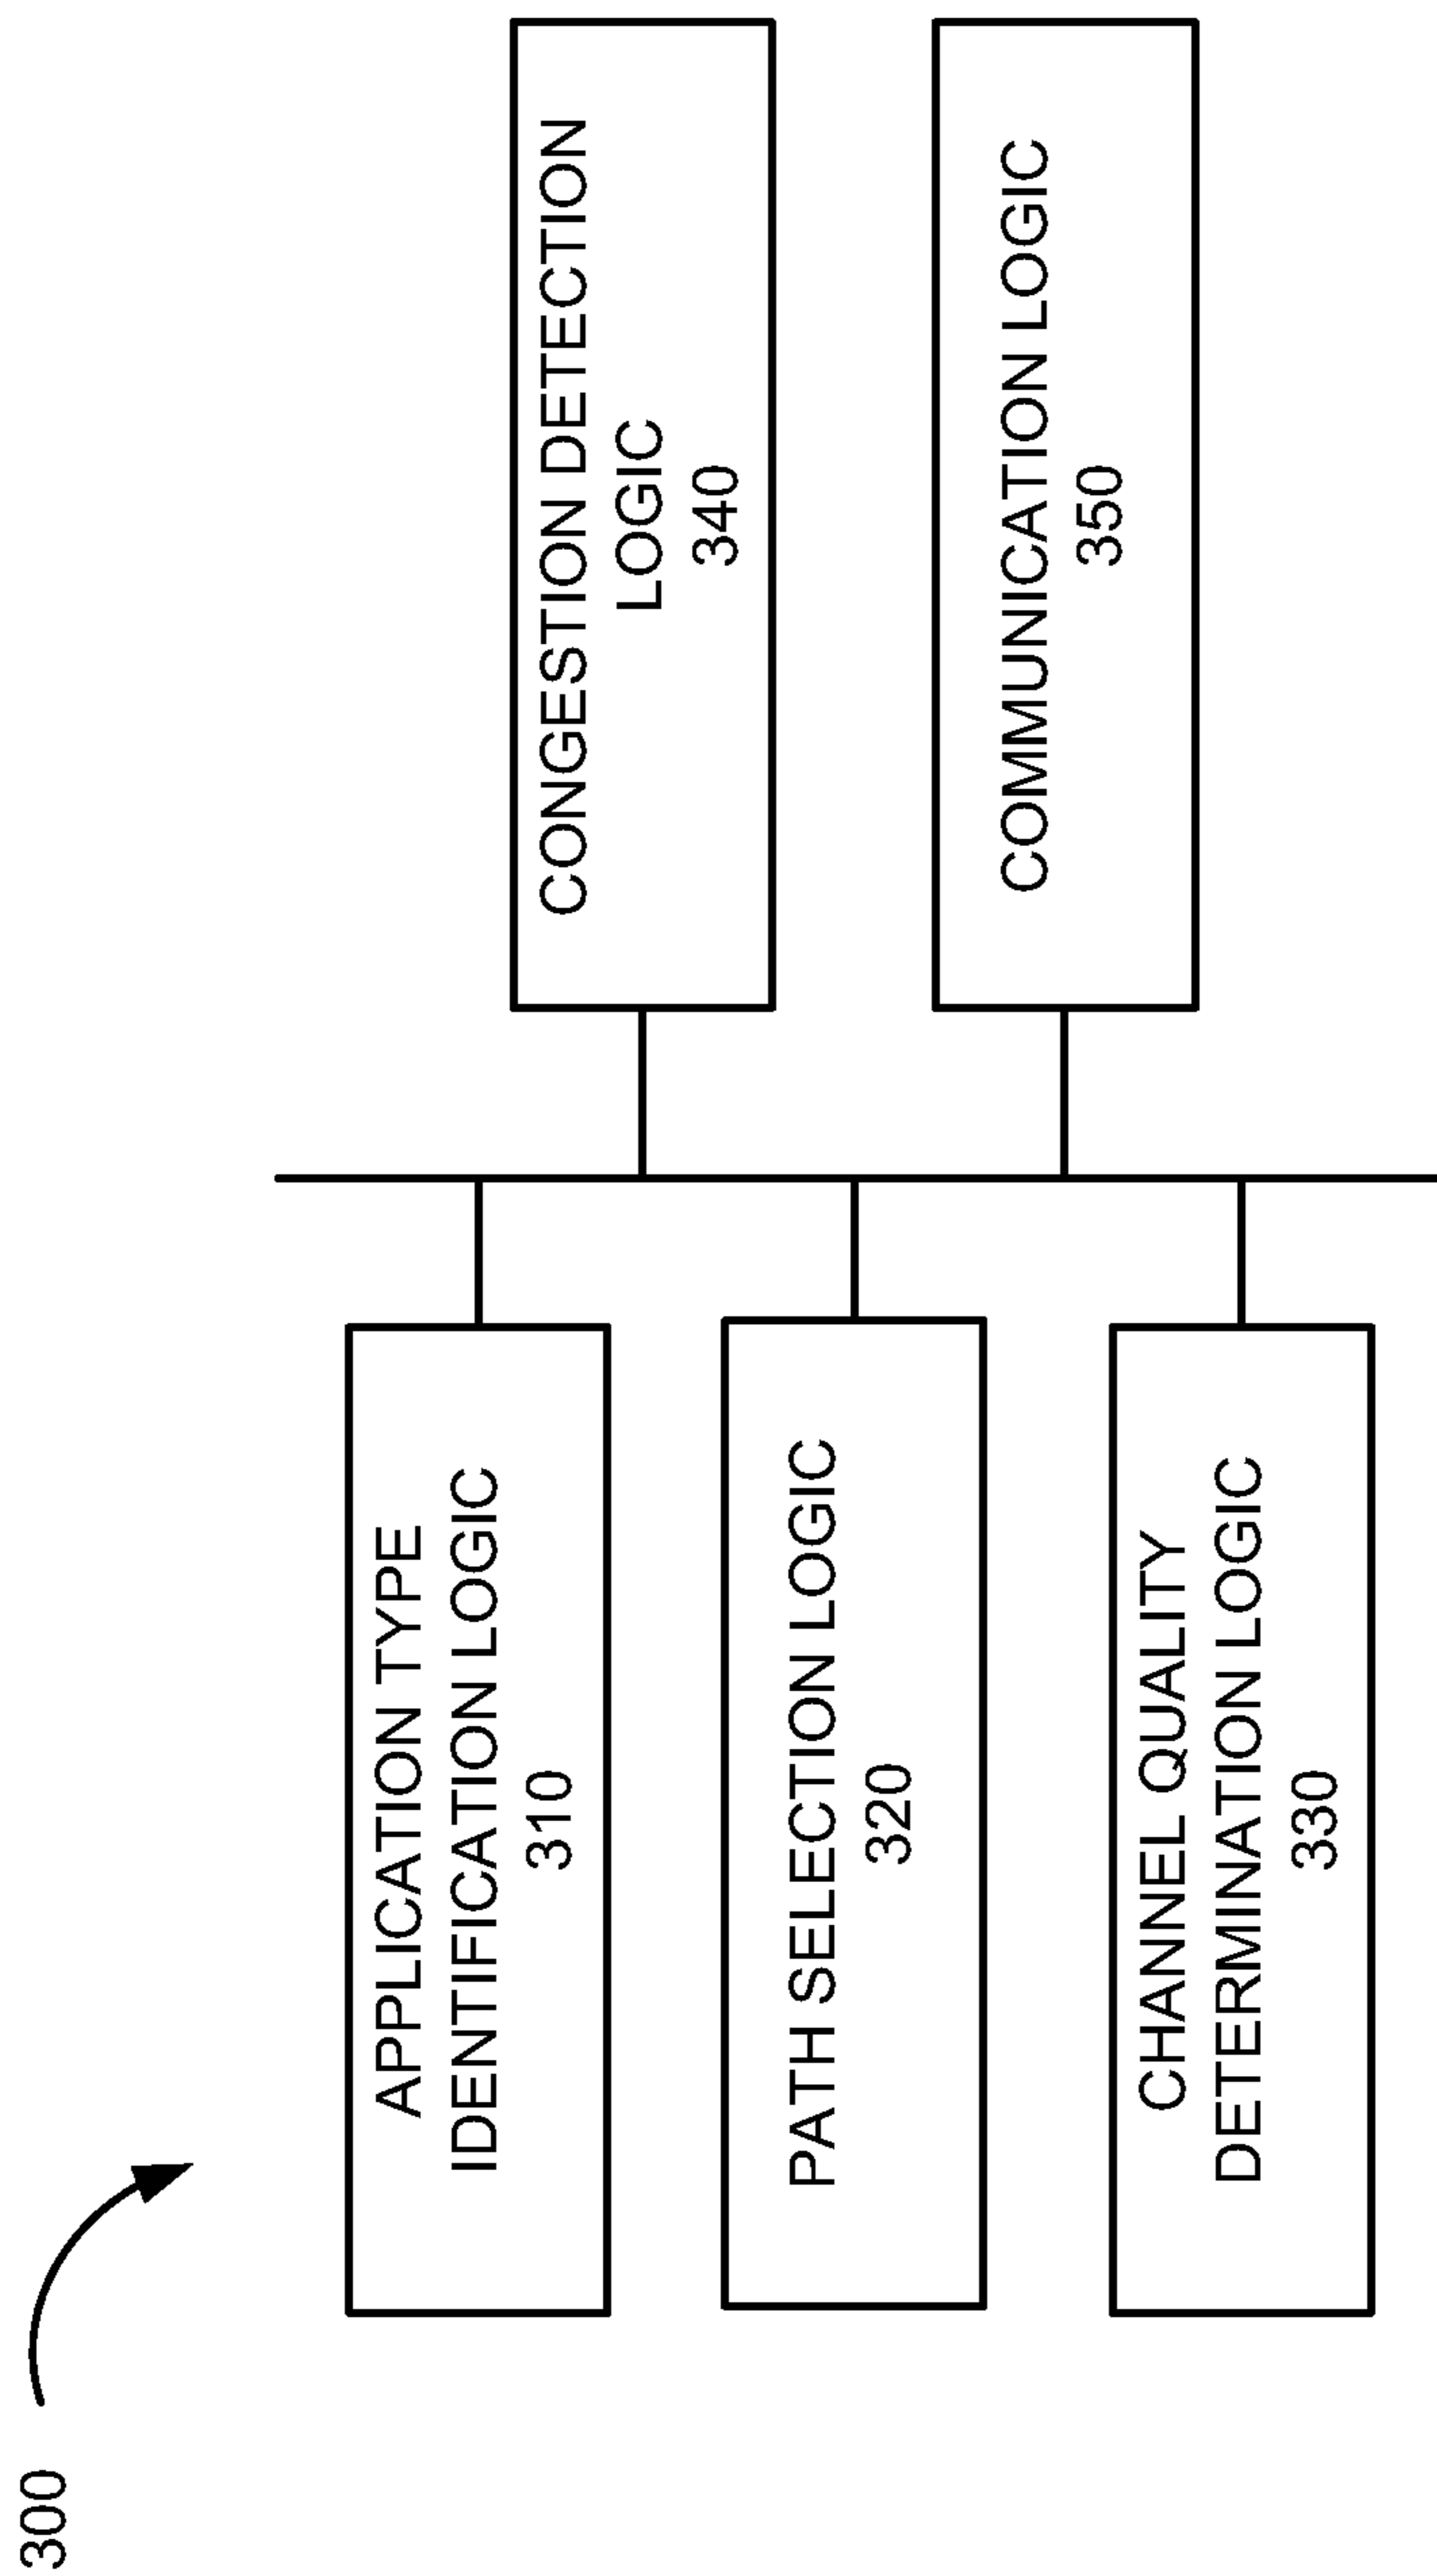 300
APPLICATION TYPE
IDENTIFICATION LOGIC
310
PATH SELECTION LOGIC
320
CHANNEL QUALITY
DETERMINATION LOGIC
330
CONGESTION DETECTION
LOGIC
340
COMMUNICATION LOGIC
350